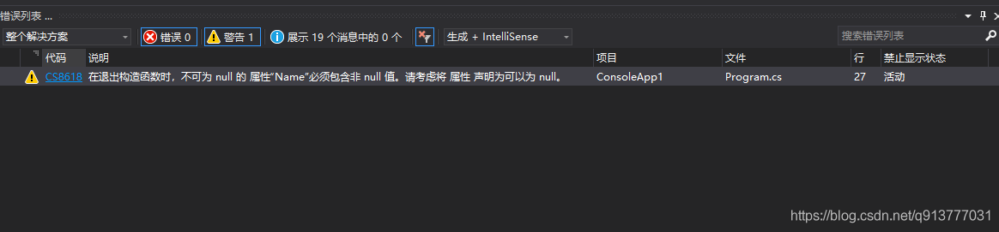 错误列表 ...
整个解决方案 错误 0 警告 1 展示 19 个消息中的 0 个 生成 + IntelliSense 搜索错误列表
代码 说明 项目 文件 行 禁止显示状态
CS8618 在退出构造函数时，不可为 null 的 属性“Name”必须包含非 null 值。请考虑将 属性 声明为可以为 null。 ConsoleApp1 Program.cs 27 活动
https://blog.csdn.net/q913777031